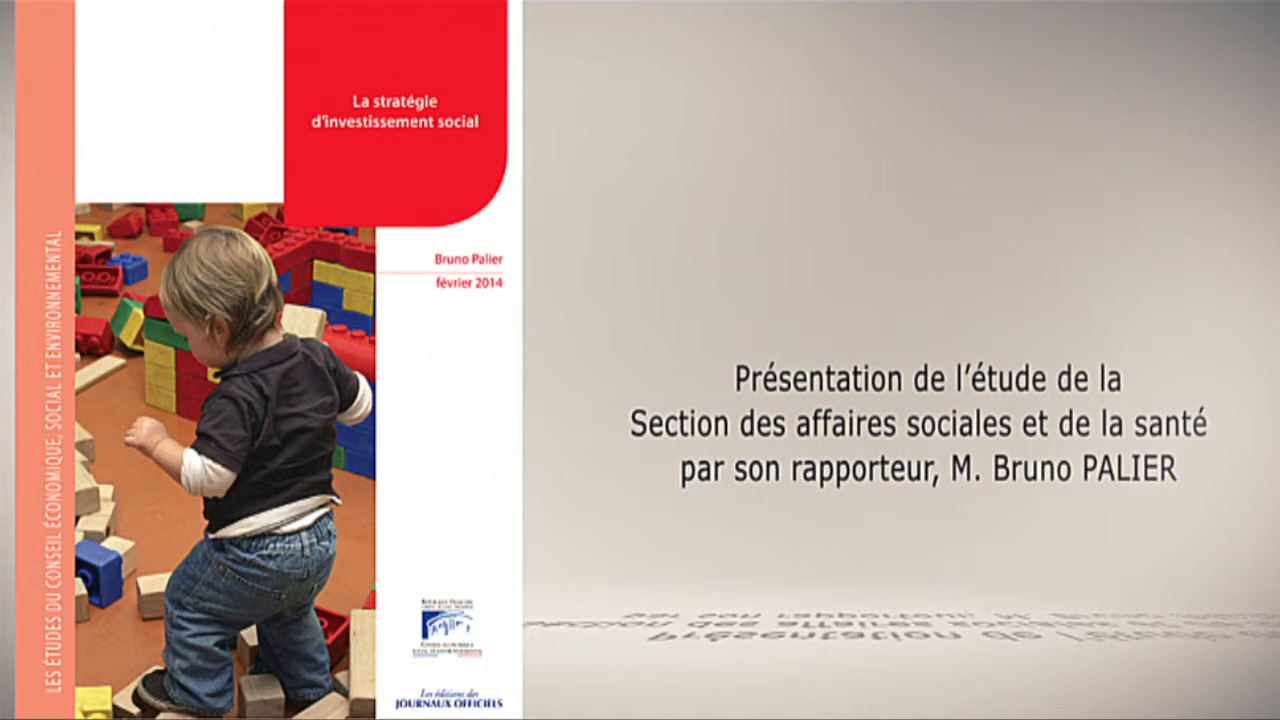 La stratégie
d'investissement social
Bruno Palier
février 2014
LES ÉTUDES DU CONSEIL ÉCONOMIQUE, SOCIAL ET ENVIRONNEMENTAL
Les éditions des
JOURNAUX OFFICIELS
Présentation de l'étude de la
Section des affaires sociales et de la santé
par son rapporteur, M. Bruno PALIER